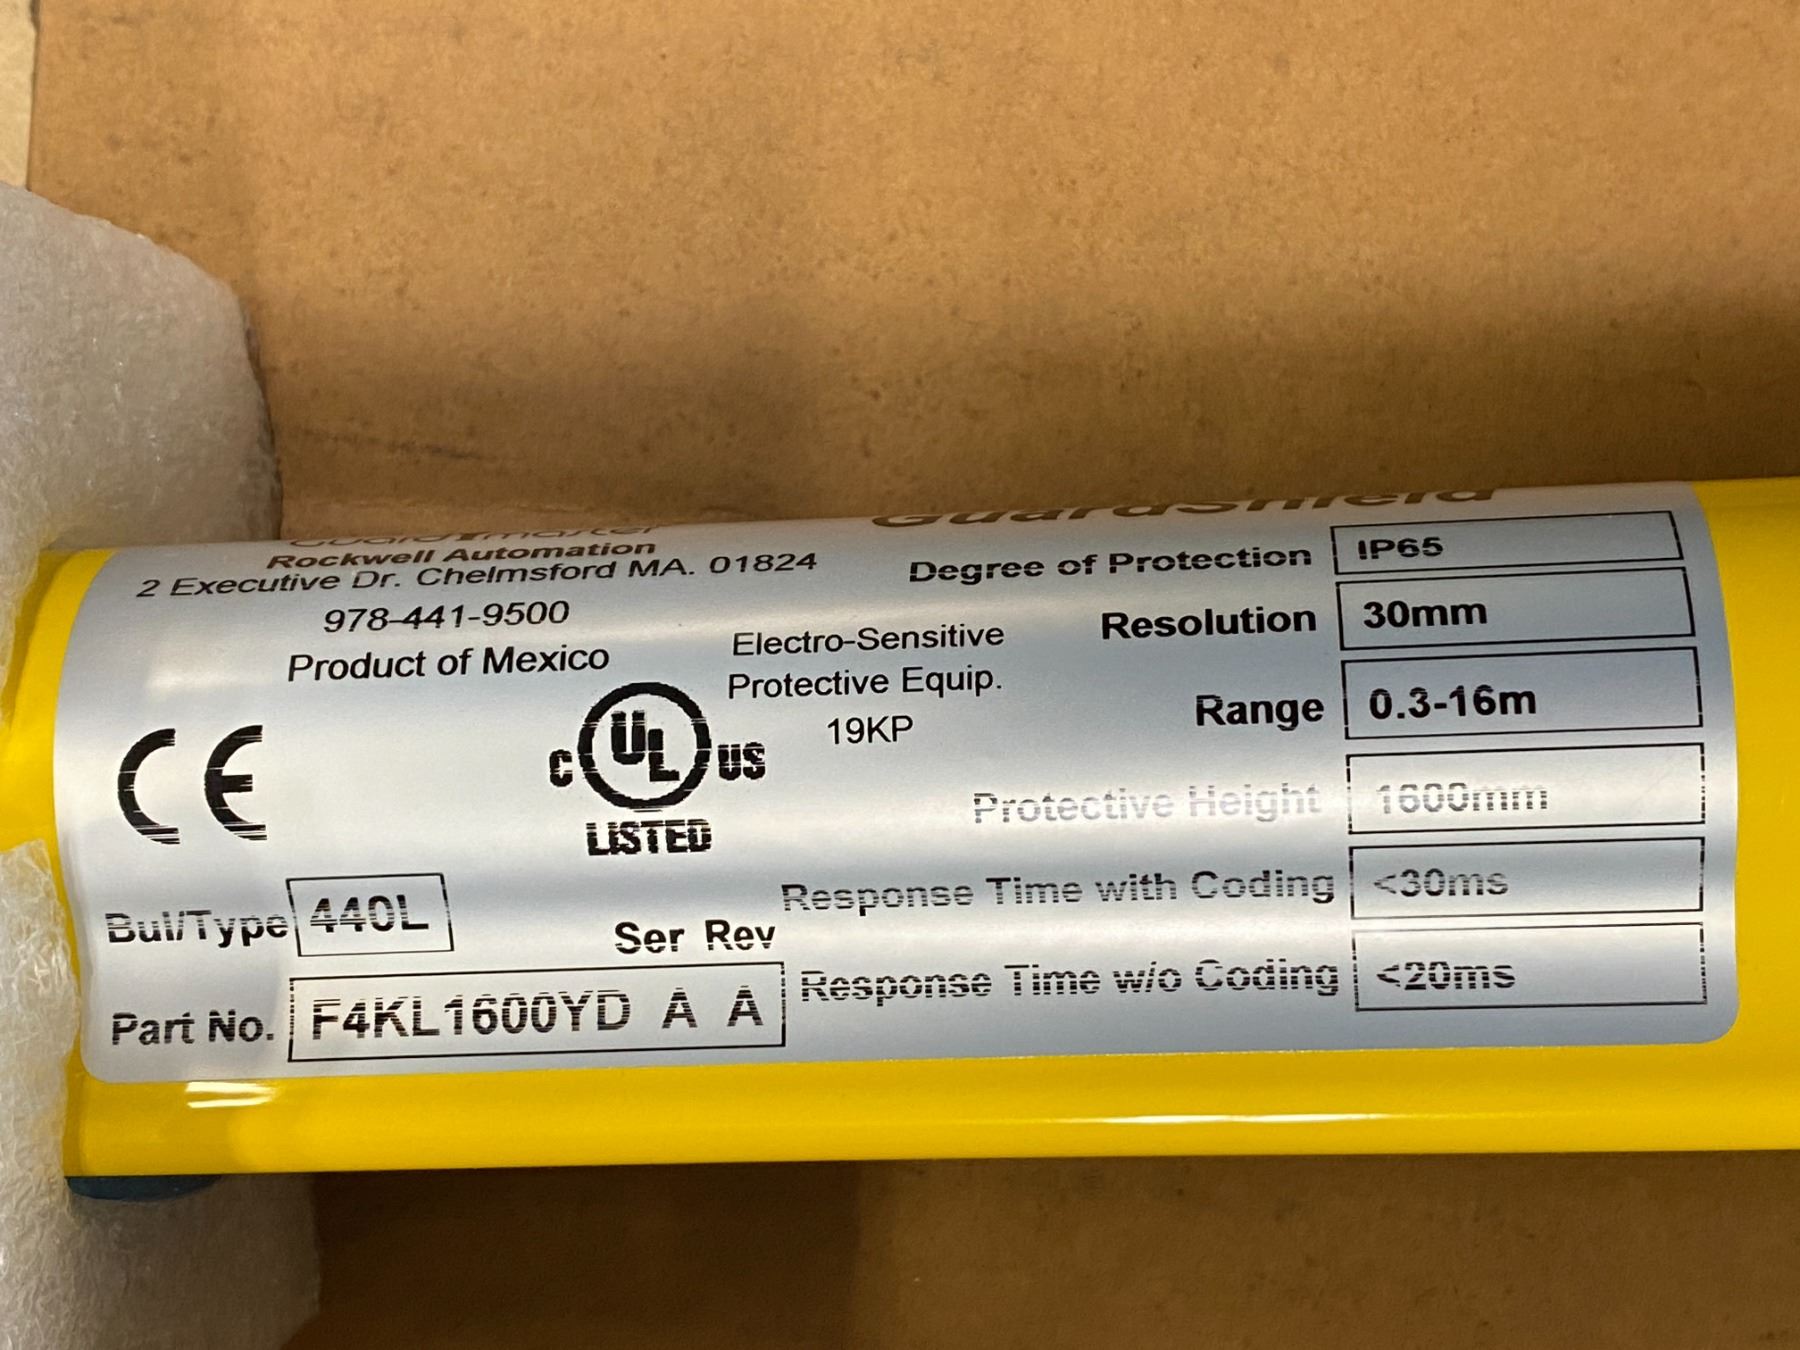 Guardmaster
Rockwell Automation
2 Executive Dr. Chelmsford MA. 01824
978-441-9500
Product of Mexico
CE
C UL US
LISTED
Electro-Sensitive
Protective Equip.
19KP
Bul/Type 440L
Ser Rev
Part No. F4KL1600YD A A
GuardShield
Degree of Protection IP65
Resolution 30mm
Range 0.3-16m
Protective Height 1600mm
Response Time with Coding <30ms
Response Time w/o Coding <20ms